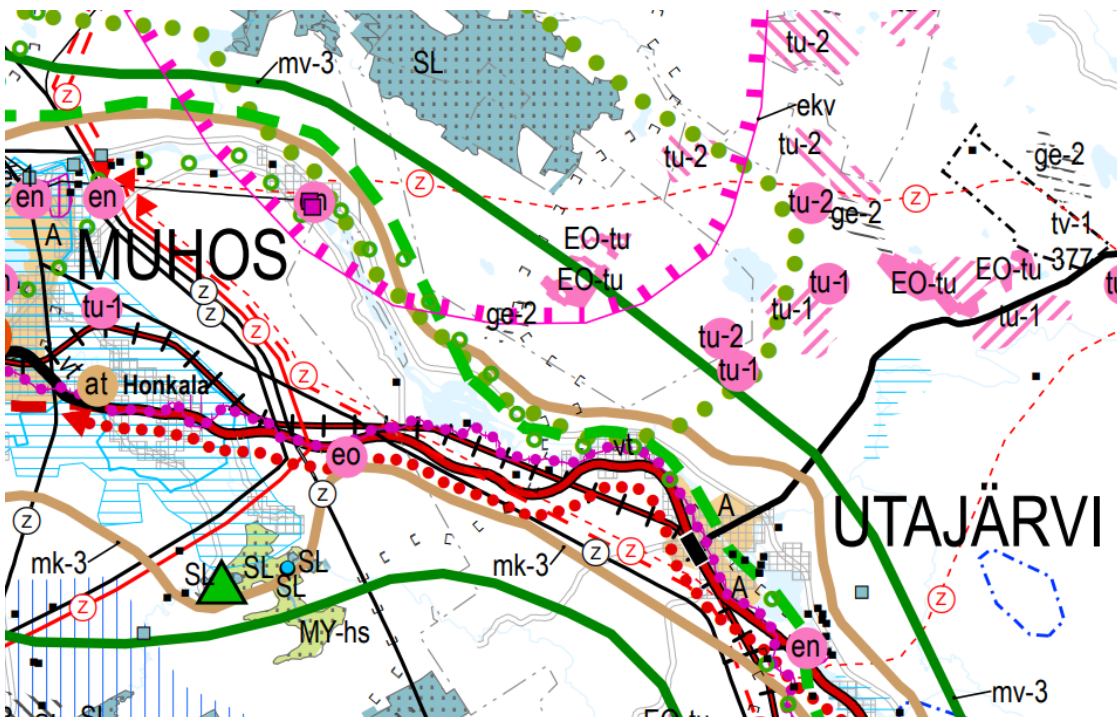 tu-2
mv-3
SL
ekv
z
tu-2
tu-2
ge-2
z
z
tu-2
ge-2
tv-1
377
en
en
A
EO-tu
MUHOS
EO-tu
EO-tu
EO-tu
tu-1
tu-1
z
tu-1
z
ge-2
tu-1
z
tu-2
z
tu-1
vt
at
Honkala
eo
vt
z
A
UTAJÄRVI
z
z
z
mk-3
mk-3
SL
SL
SL
SL
A
z
z
MY-hs
en
mv-3
SL
EO-tu